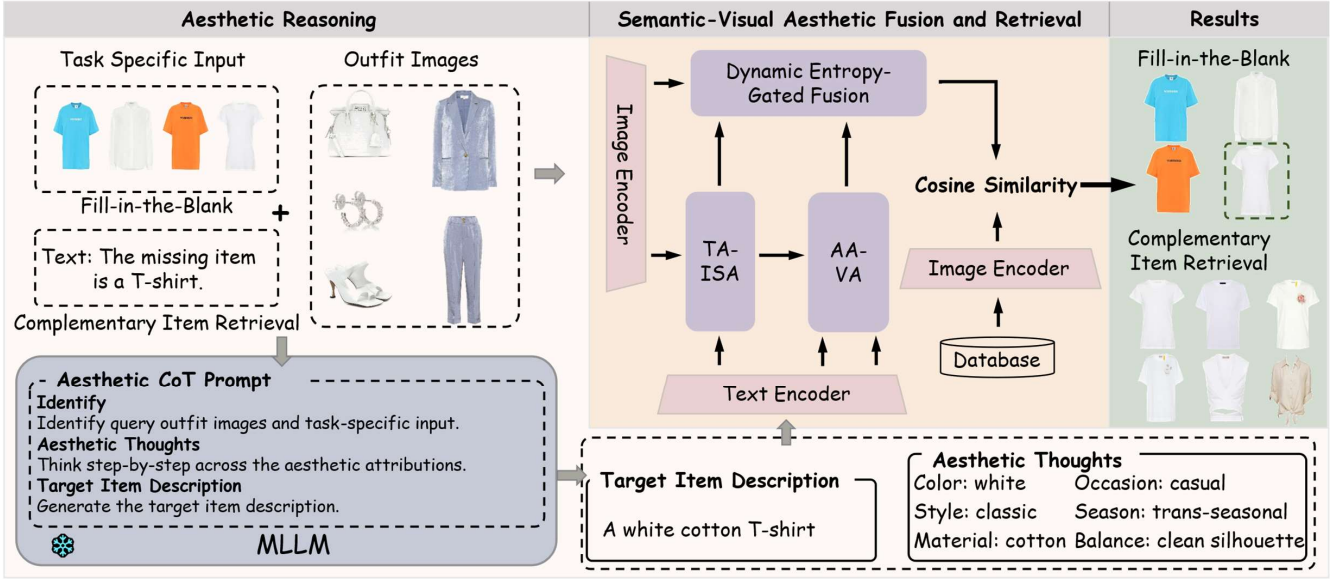 Aesthetic Reasoning
Semantic-Visual Aesthetic Fusion and Retrieval
Results
Task Specific Input
Outfit Images
Fill-in-the-Blank
+
Text: The missing item
is a T-shirt.
Complementary Item Retrieval
Aesthetic CoT Prompt
Identify
Identify query outfit images and task-specific input.
Aesthetic Thoughts
Think step-by-step across the aesthetic attributions.
Target Item Description
Generate the target item description.
MLLM
Image Encoder
Dynamic Entropy-
Gated Fusion
TA-
ISA
AA-
VA
Text Encoder
Cosine Similarity
Image Encoder
Database
Fill-in-the-Blank
Complementary
Item Retrieval
Target Item Description
A white cotton T-shirt
Aesthetic Thoughts
Color: white Occasion: casual
Style: classic Season: trans-seasonal
Material: cotton Balance: clean silhouette